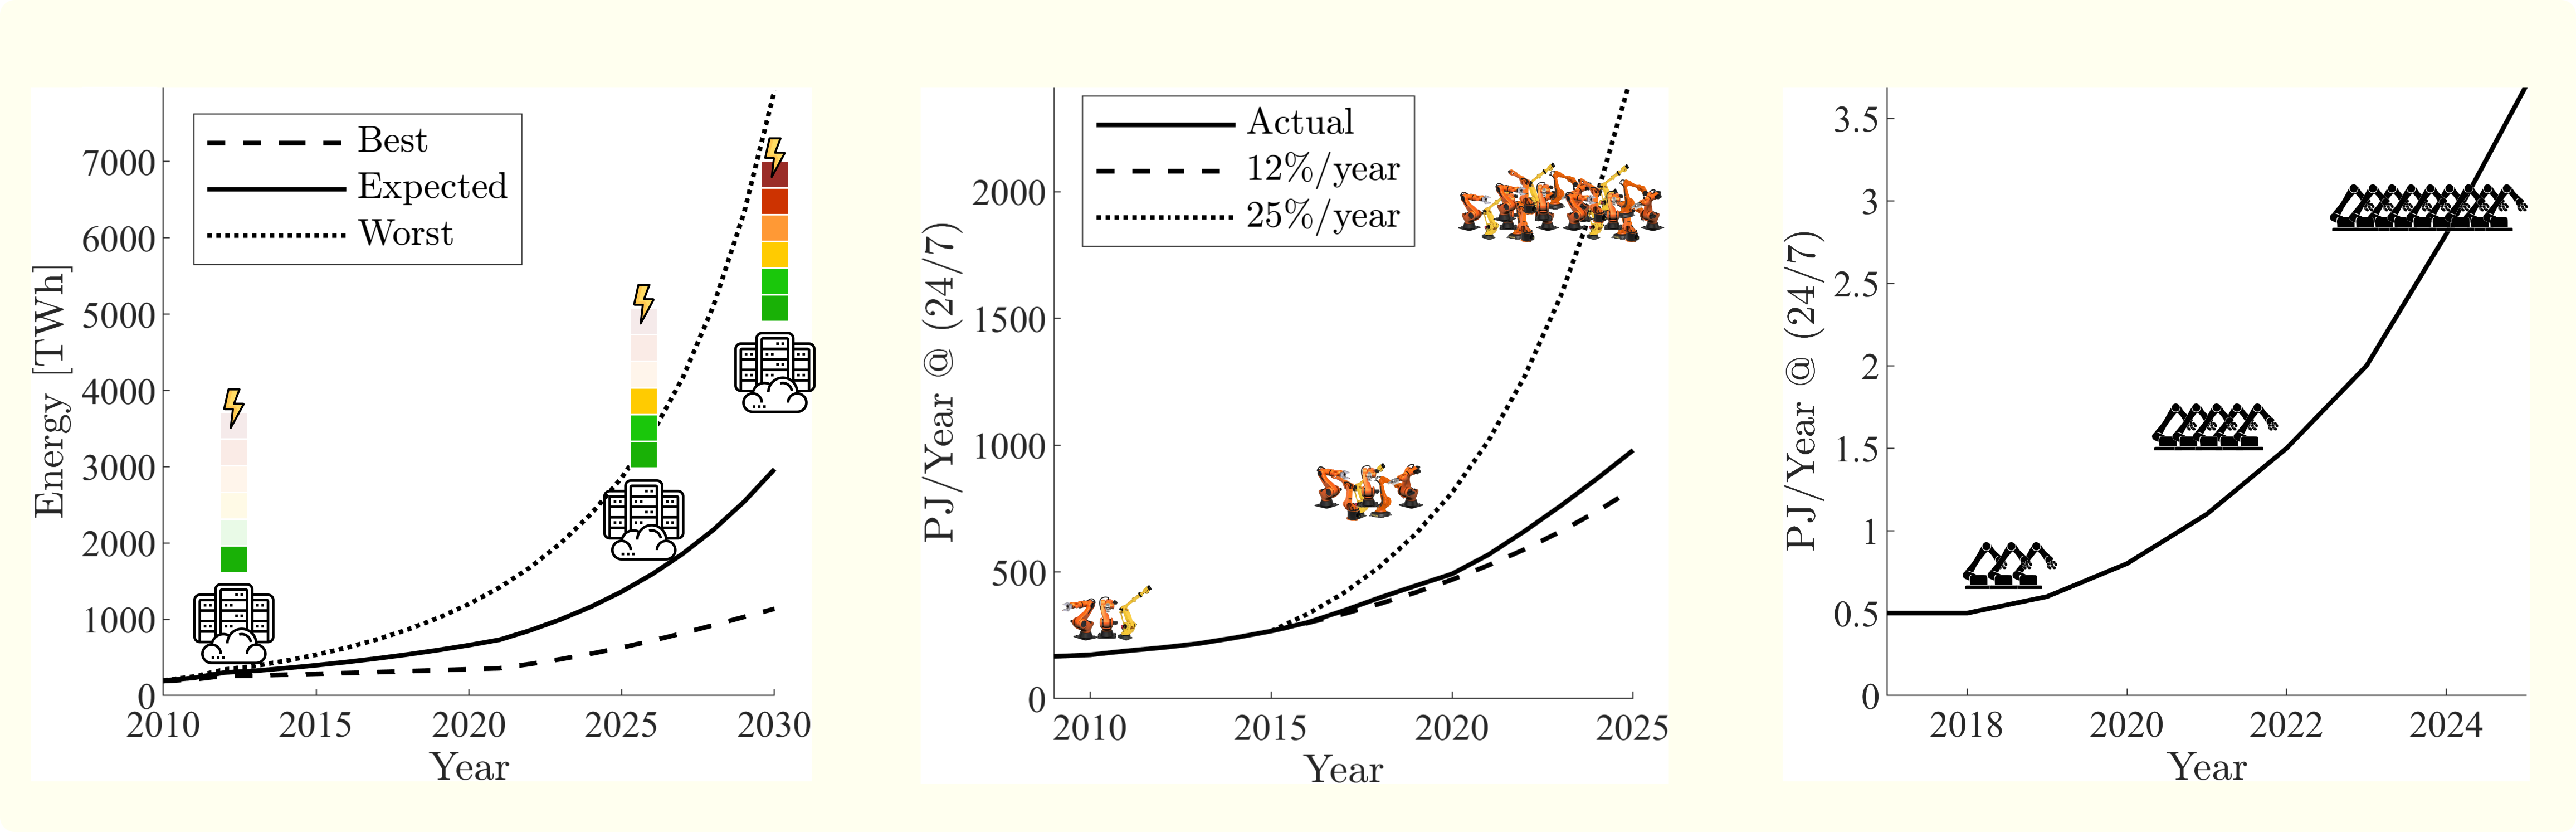 Energy [TWh]
7000
6000
5000
4000
3000
2000
1000
0
Best
Expected
Worst
2010 2015 2020 2025 2030
Year
PJ/Year @ (24/7)
2000
1500
1000
500
0
Actual
12%/year
25%/year
2010 2015 2020 2025
Year
PJ/Year @ (24/7)
3.5
3
2.5
2
1.5
1
0.5
0
2018 2020 2022 2024
Year